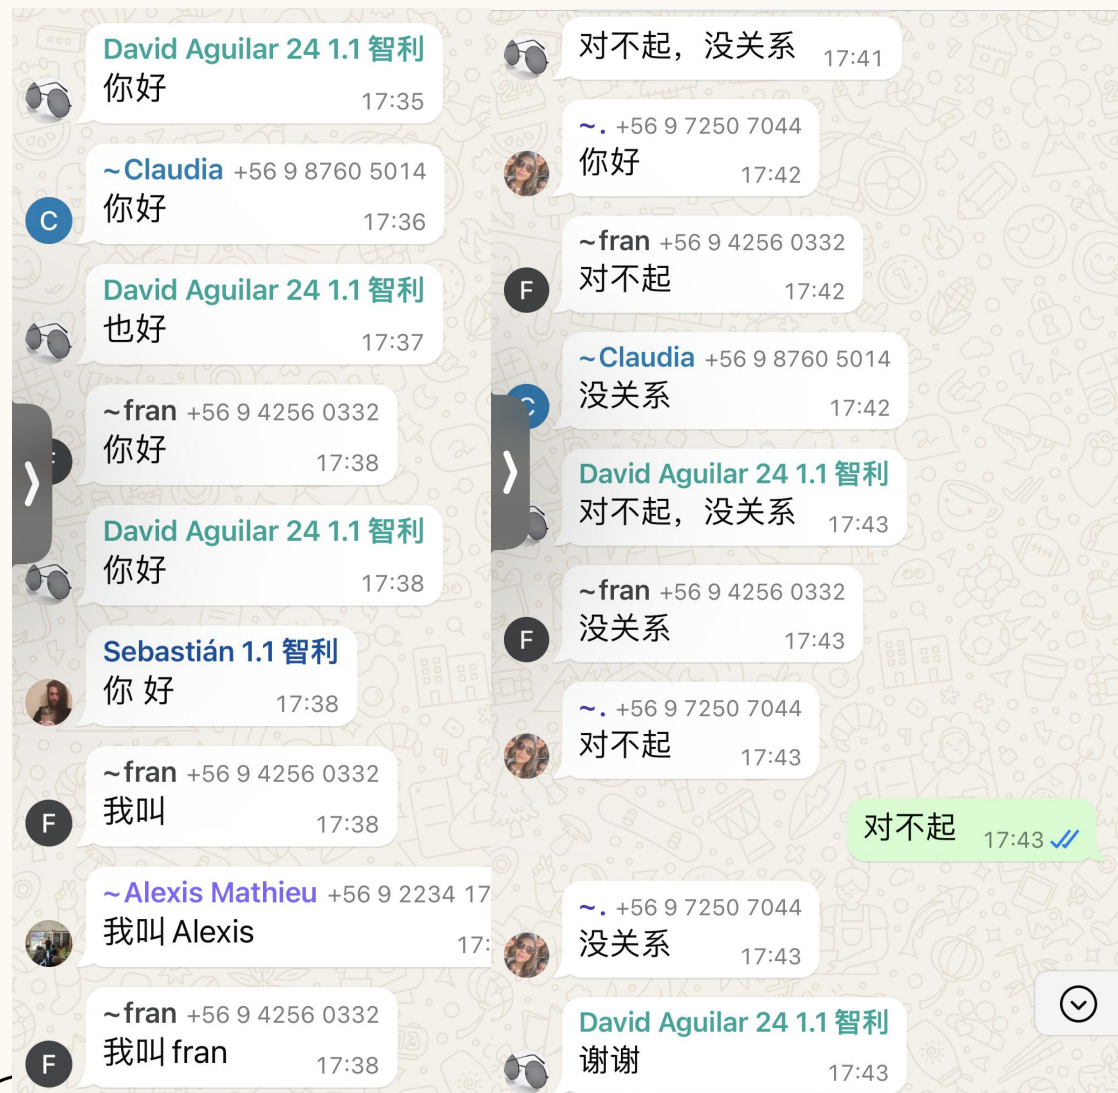 David Aguilar 24 1.1 智利
你好
17:35
~Claudia +56 9 8760 5014
你好
17:36
David Aguilar 24 1.1 智利
也好
17:37
~fran +56 9 4256 0332
你好
17:38
David Aguilar 24 1.1 智利
你好
17:38
Sebastián 1.1 智利
你 好
17:38
~fran +56 9 4256 0332
F
我叫
17:38
~Alexis Mathieu +56 9 2234 17
我叫 Alexis
17:
~fran +56 9 4256 0332
F
我叫 fran
17:38
对不起，没关系
17:41
~. +56 9 7250 7044
你好
17:42
~fran +56 9 4256 0332
F
对不起
17:42
~Claudia +56 9 8760 5014
没关系
17:42
David Aguilar 24 1.1 智利
对不起，没关系
17:43
~fran +56 9 4256 0332
F
没关系
17:43
~. +56 9 7250 7044
对不起
17:43
对不起
17:43
~. +56 9 7250 7044
没关系
17:43
David Aguilar 24 1.1 智利
谢谢
17:43